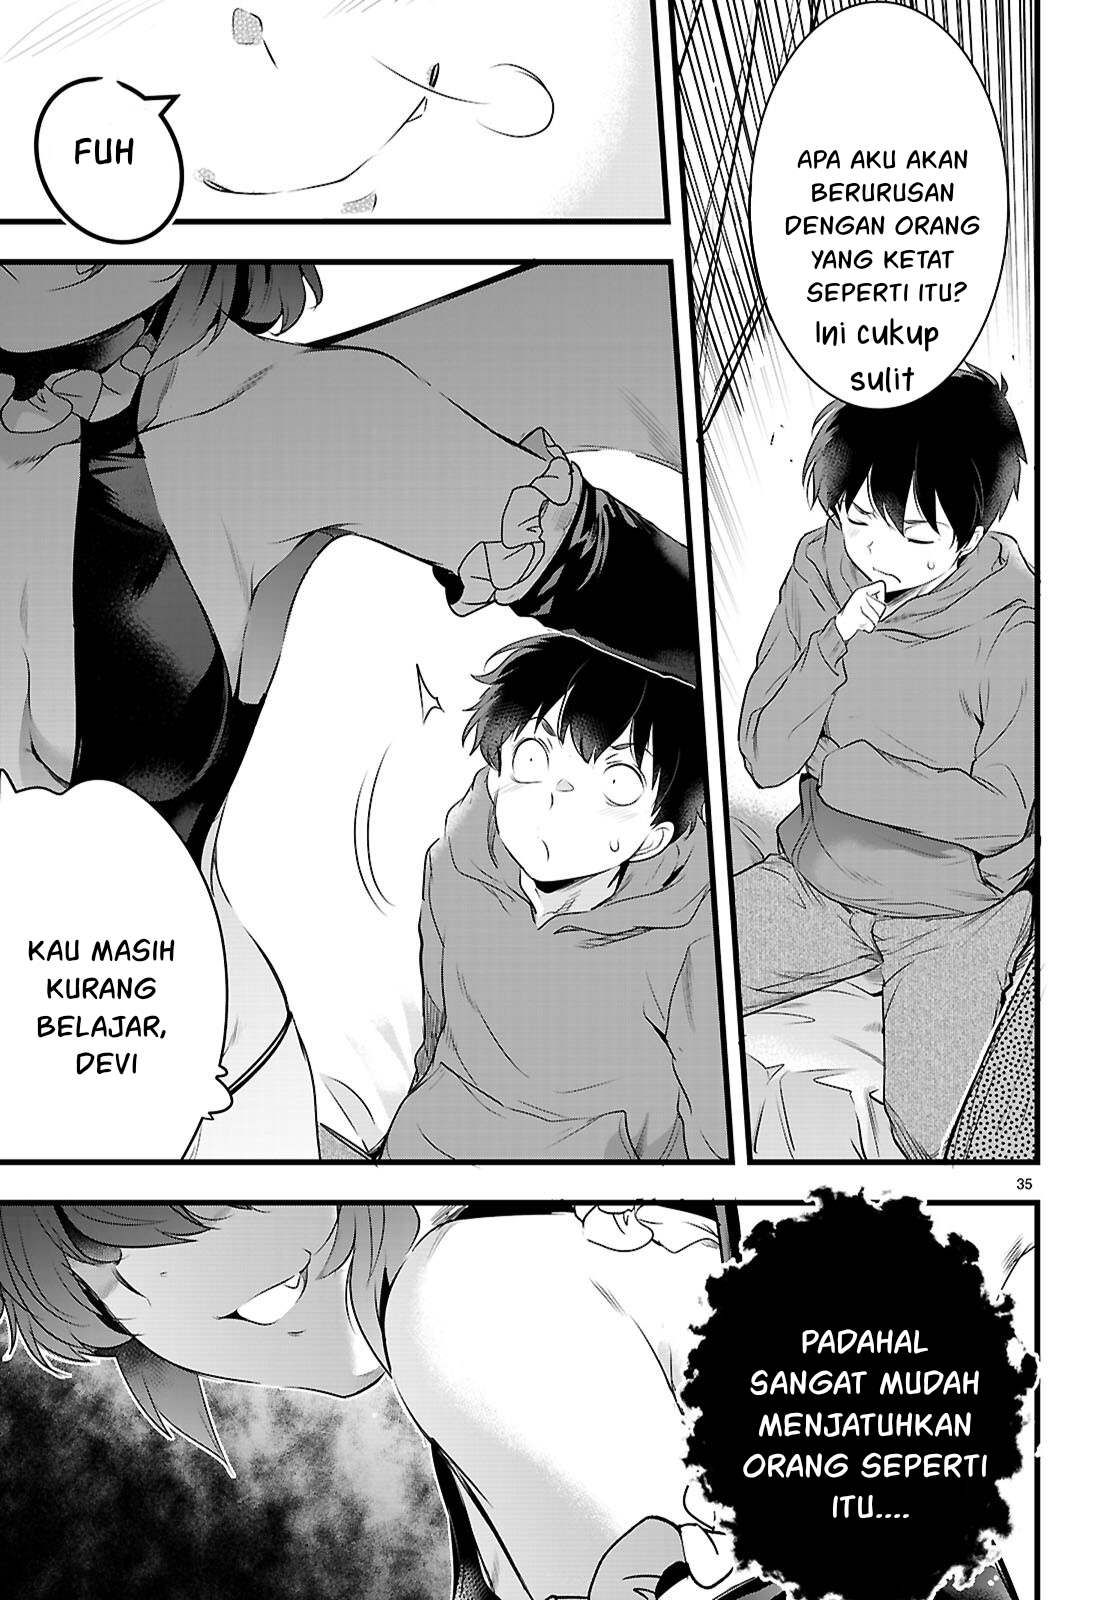 APA AKU AKAN
BERURUSAN
DENGAN ORANG
YANG KETAT
SEPERTI ITU?
Ini cukup
sulit
FUH
KAU MASIH
KURANG
BELAJAR,
DEVI
35
PADAHAL
SANGAT MUDAH
MENJATUHKAN
ORANG SEPERTI
ITU....